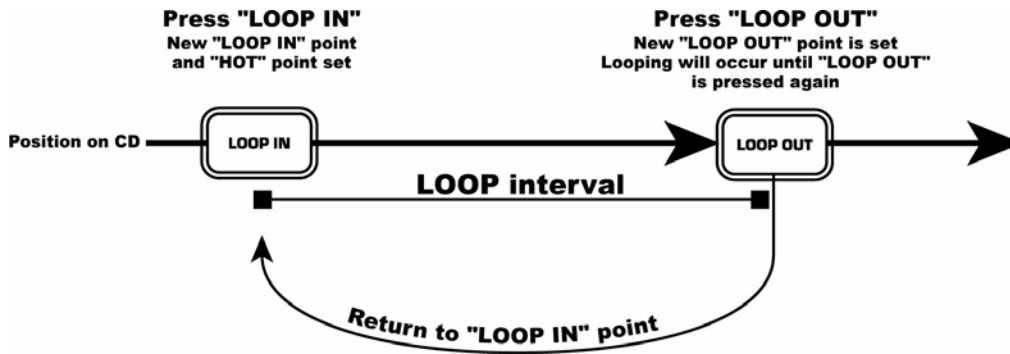 Press "LOOP IN"
New "LOOP IN" point
and "HOT" point set
Press "LOOP OUT"
New "LOOP OUT" point is set
Looping will occur until "LOOP OUT"
is pressed again
Position on CD
LOOP IN
LOOP OUT
LOOP interval
Return to "LOOP IN" point